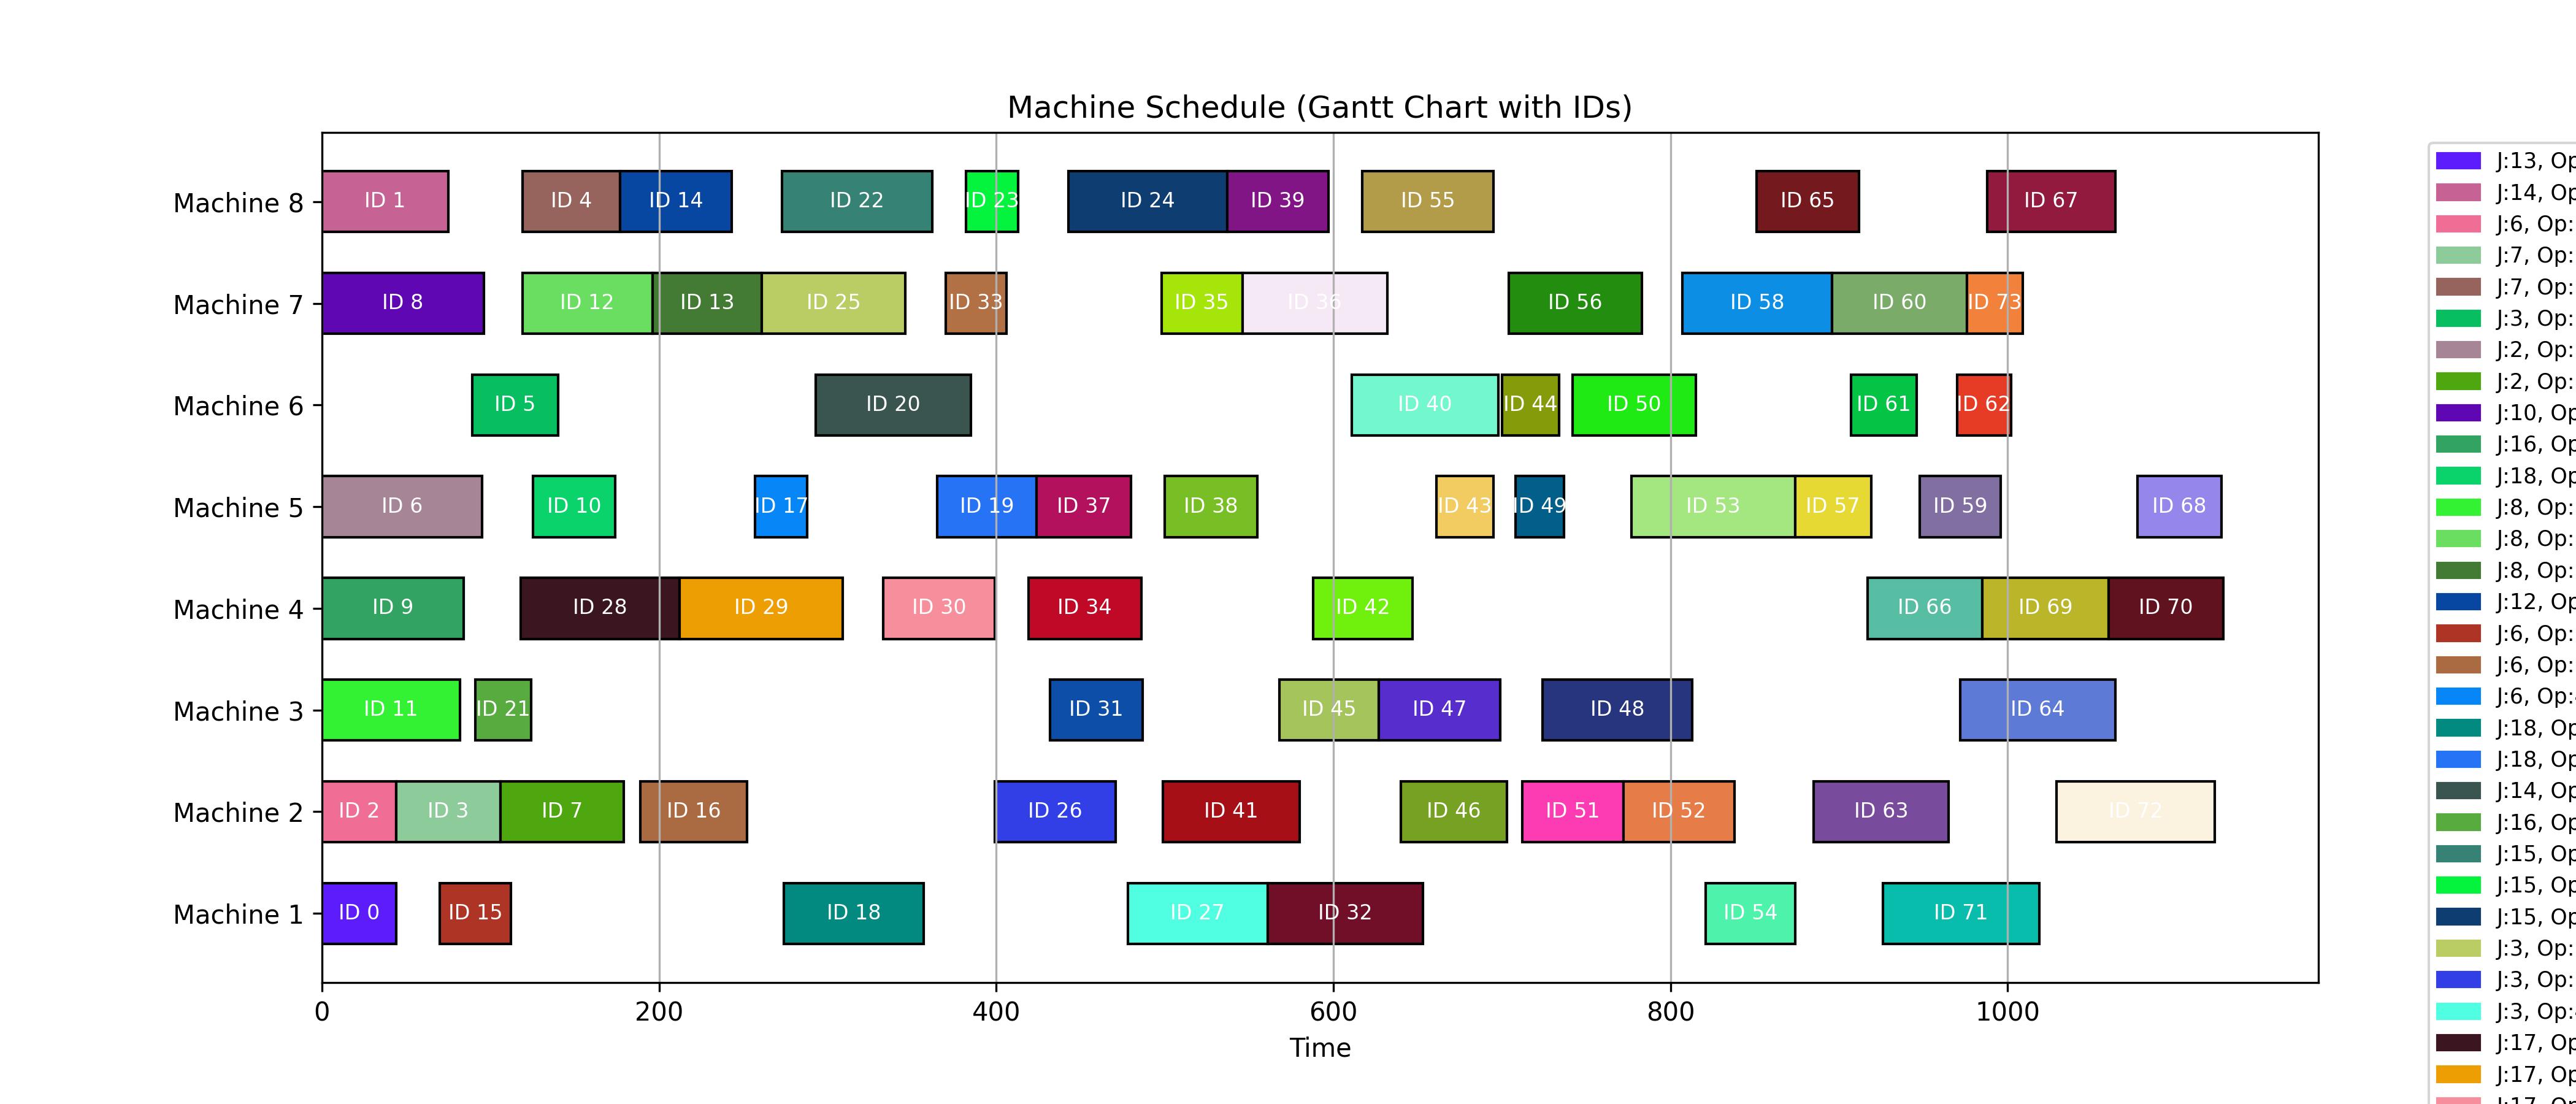 Machine Schedule (Gantt Chart with IDs)
Machine 8
ID 1
ID 4
ID 14
ID 22
ID 23
ID 24
ID 39
ID 55
ID 65
ID 67
Machine 7
ID 8
ID 12
ID 13
ID 25
ID 33
ID 35
ID 36
ID 56
ID 58
ID 60
ID 73
Machine 6
ID 5
ID 20
ID 40
ID 44
ID 50
ID 61
ID 62
Machine 5
ID 6
ID 10
ID 17
ID 19
ID 37
ID 38
ID 43
ID 49
ID 53
ID 57
ID 59
ID 68
Machine 4
ID 9
ID 28
ID 29
ID 30
ID 34
ID 42
ID 66
ID 69
ID 70
Machine 3
ID 11
ID 21
ID 31
ID 45
ID 47
ID 48
ID 64
Machine 2
ID 2
ID 3
ID 7
ID 16
ID 26
ID 41
ID 46
ID 51
ID 52
ID 63
ID 72
Machine 1
ID 0
ID 15
ID 18
ID 27
ID 32
ID 54
ID 71
0
200
400
600
800
1000
Time
J:13, Op
J:14, Op
J:6, Op:
J:7, Op:
J:7, Op:
J:3, Op:
J:2, Op:
J:2, Op:
J:10, Op
J:16, Op
J:18, Op
J:8, Op:
J:8, Op:
J:8, Op:
J:12, Op
J:6, Op:
J:6, Op:
J:6, Op:
J:18, Op
J:18, Op
J:14, Op
J:16, Op
J:15, Op
J:15, Op
J:15, Op
J:3, Op:
J:3, Op:
J:3, Op:
J:17, Op
J:17, Op
J:17, Op